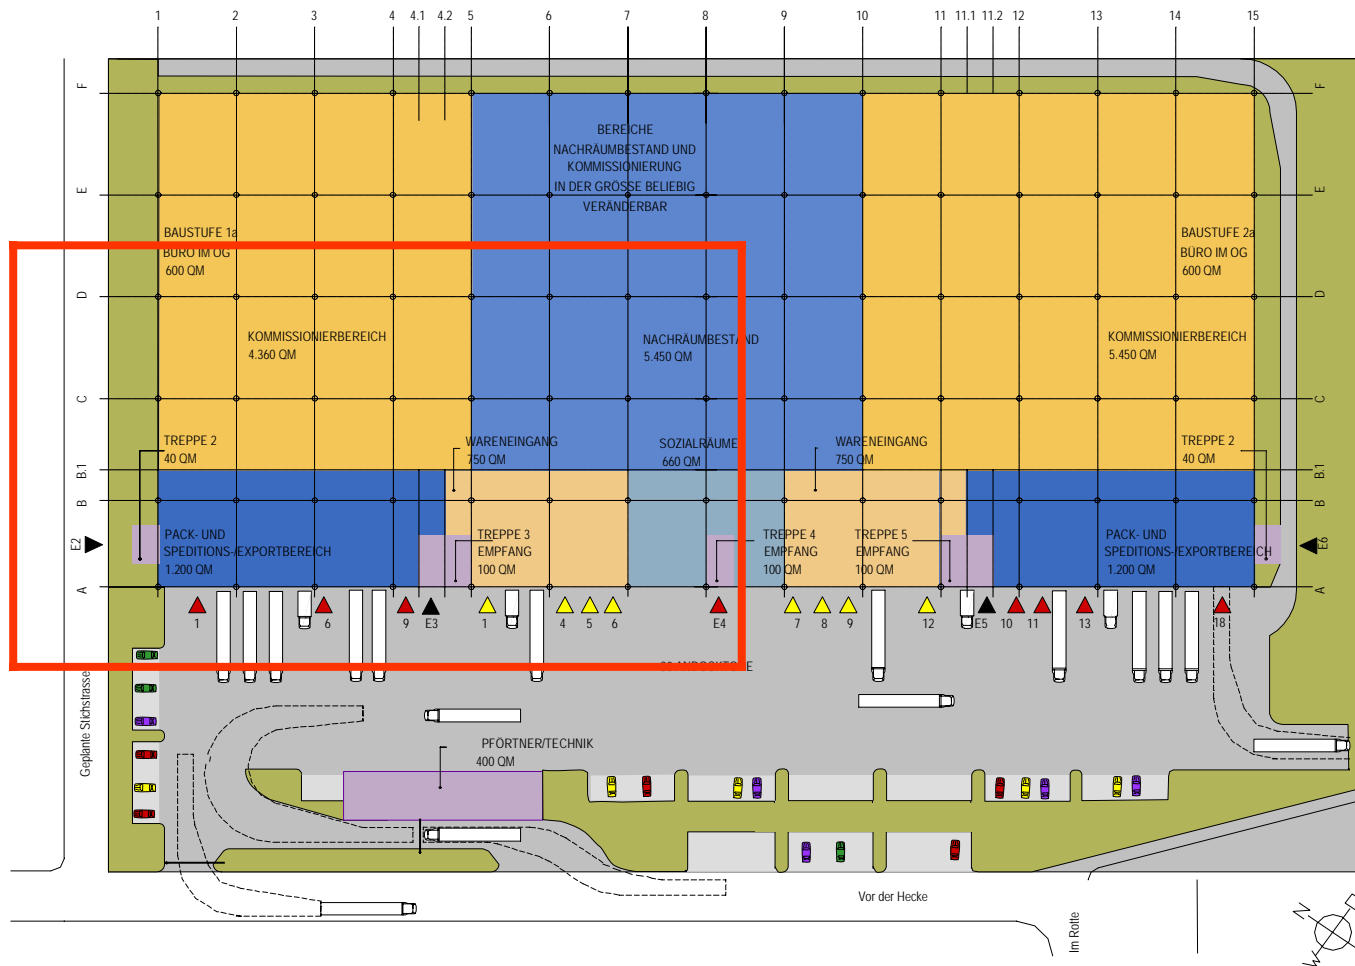 1 2 3 4 4.1 4.2 5 6 7 8 9 10 11 11.1 11.2 12 13 14 15
F F
BEREICHE
NACHRÄUMBESTAND UND
KOMMISSIONIERUNG
IN DER GRÖSSE BELIEBIG
VERÄNDERBAR
E E
BAUSTUFE 1a
BÜRO IM OG
600 QM
BAUSTUFE 2a
BÜRO IM OG
600 QM
D D
KOMMISSIONIERBEREICH
4.360 QM
NACHRÄUMBESTAND
5.450 QM
KOMMISSIONIERBEREICH
5.450 QM
C C
TREPPE 2
40 QM
WARENEINGANG
750 QM
SOZIALRÄUME
660 QM
WARENEINGANG
750 QM
TREPPE 2
40 QM
B.1 B.1
B B
E2
PACK- UND
SPEDITIONS-/EXPORTBEREICH
1.200 QM
TREPPE 3
EMPFANG
100 QM
TREPPE 4
EMPFANG
100 QM
TREPPE 5
EMPFANG
100 QM
PACK- UND
SPEDITIONS-/EXPORTBEREICH
1.200 QM
E6
A A
1 6 9 E3 1 4 5 6 E4 7 8 9 12 E5 10 11 13 18
Geplante Stichstrasse
PFÖRTNER/TECHNIK
400 QM
Vor der Hecke
Im Rotte
N
W